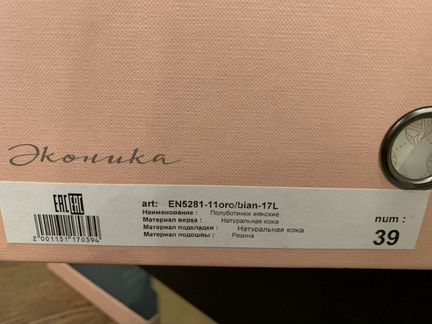 Эконика
EAC
art: EN5281-11oro/bian-17L
Наименование : Полуботинки женские
Материал верха : Натуральная кожа
Материал подкладки : Натуральная кожа
Материал подошвы : Резина
num :
39
2 001131 170394